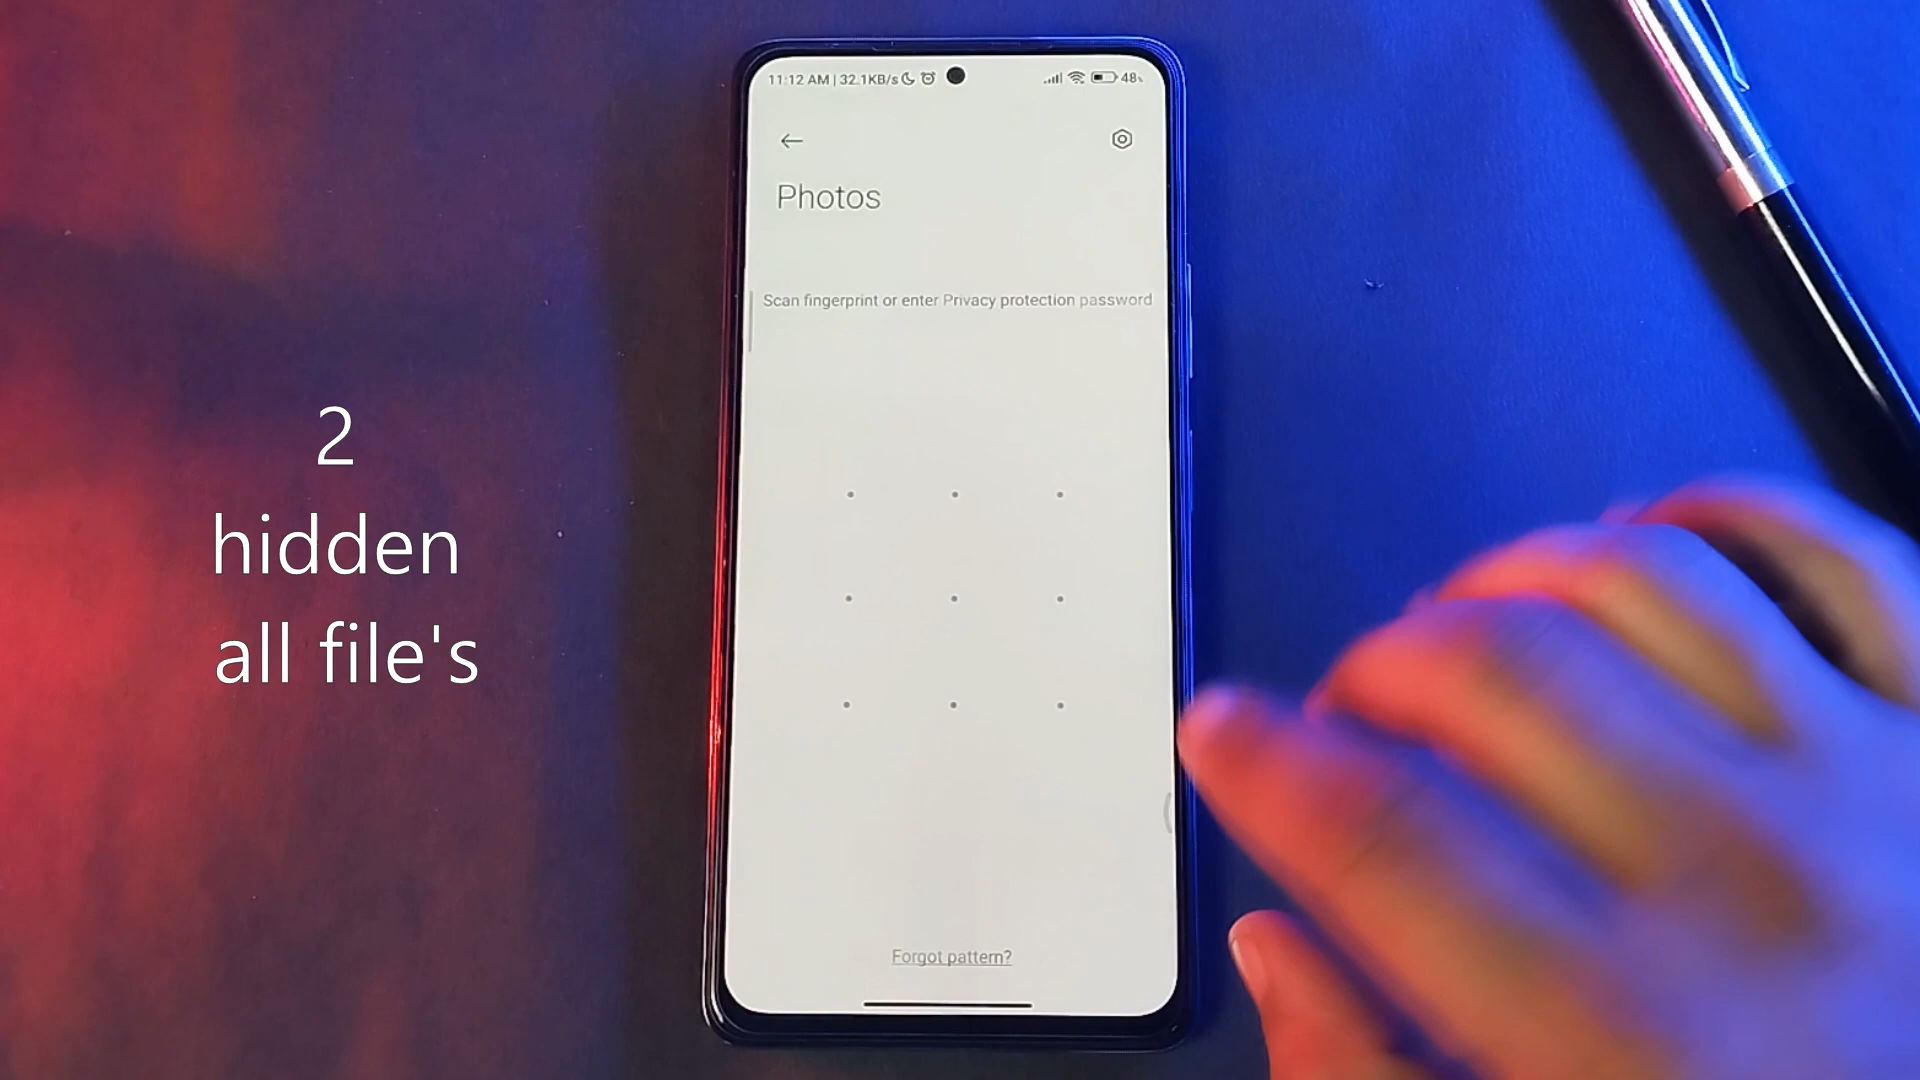 11:12 AM | 32.1KB/s 48%
Photos
Scan fingerprint or enter Privacy protection password
2
hidden
all file's
Forgot pattern?